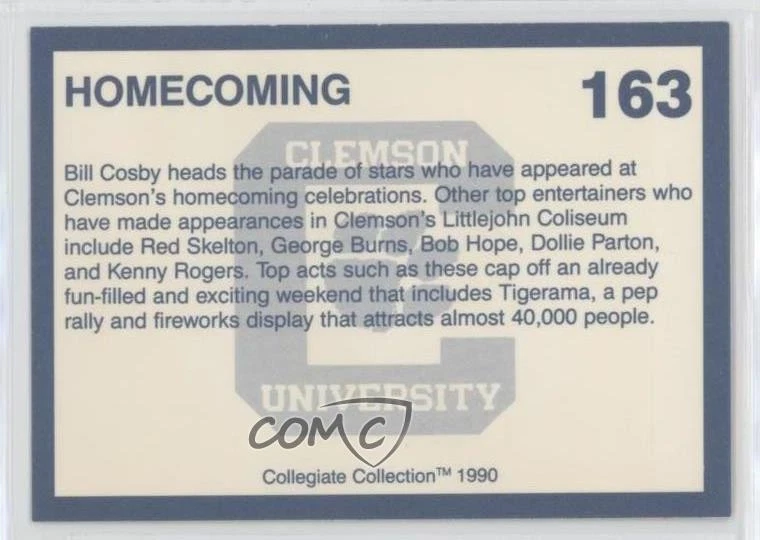 HOMECOMING 163
CLEMSON
Bill Cosby heads the parade of stars who have appeared at
Clemson's homecoming celebrations. Other top entertainers who
have made appearances in Clemson's Littlejohn Coliseum
include Red Skelton, George Burns, Bob Hope, Dollie Parton,
and Kenny Rogers. Top acts such as these cap off an already
fun-filled and exciting weekend that includes Tigerama, a pep
rally and fireworks display that attracts almost 40,000 people.
UNIVERSITY
COMC
Collegiate Collection™ 1990